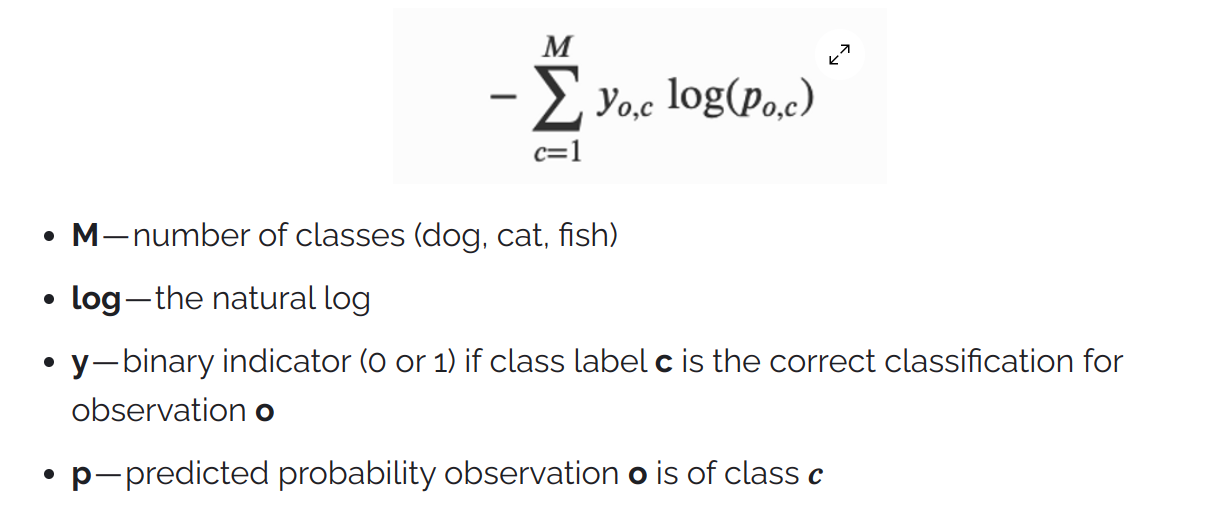 − ∑_{c=1}^{M} y_{o,c} log(p_{o,c})
• M—number of classes (dog, cat, fish)
• log—the natural log
• y—binary indicator (0 or 1) if class label c is the correct classification for
observation o
• p—predicted probability observation o is of class c